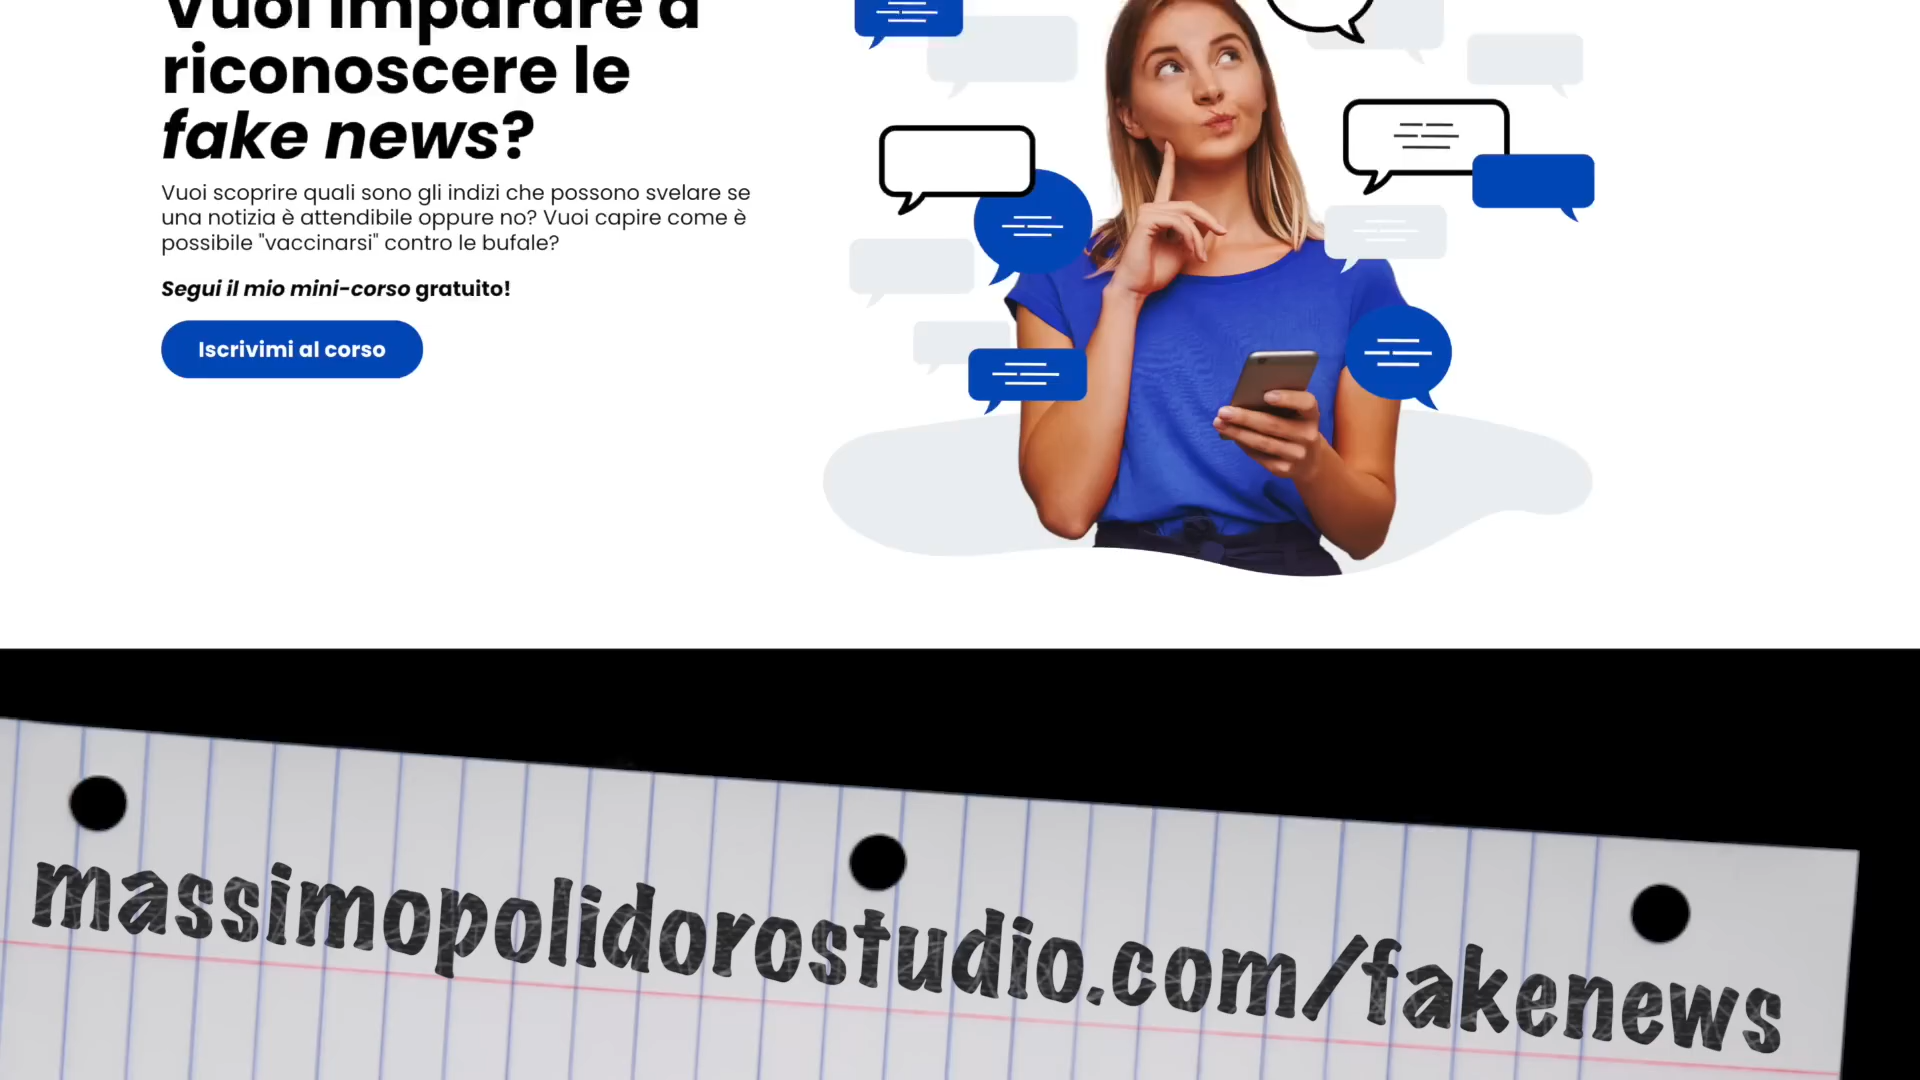 Vuoi imparare a
riconoscere le
fake news?
Vuoi scoprire quali sono gli indizi che possono svelare se
una notizia è attendibile oppure no? Vuoi capire come è
possibile "vaccinarsi" contro le bufale?
Segui il mio mini-corso gratuito!
Iscrivimi al corso
massimopolidorostudio.com/fakenews